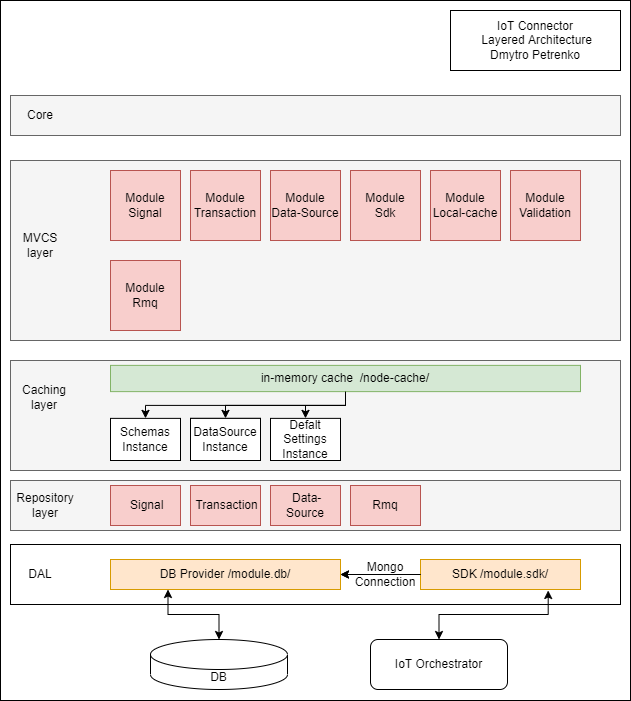 IoT Connector
Layered Architecture
Dmytro Petrenko
Core
MVCS
layer
Module
Signal
Module
Transaction
Module
Data-Source
Module
Sdk
Module
Local-cache
Module
Validation
Module
Rmq
Caching
layer
in-memory cache /node-cache/
Schemas
Instance
DataSource
Instance
Defalt
Settings
Instance
Repository
layer
Signal
Transaction
Data-
Source
Rmq
DAL
DB Provider /module.db/
Mongo
Connection
SDK /module.sdk/
DB
IoT Orchestrator